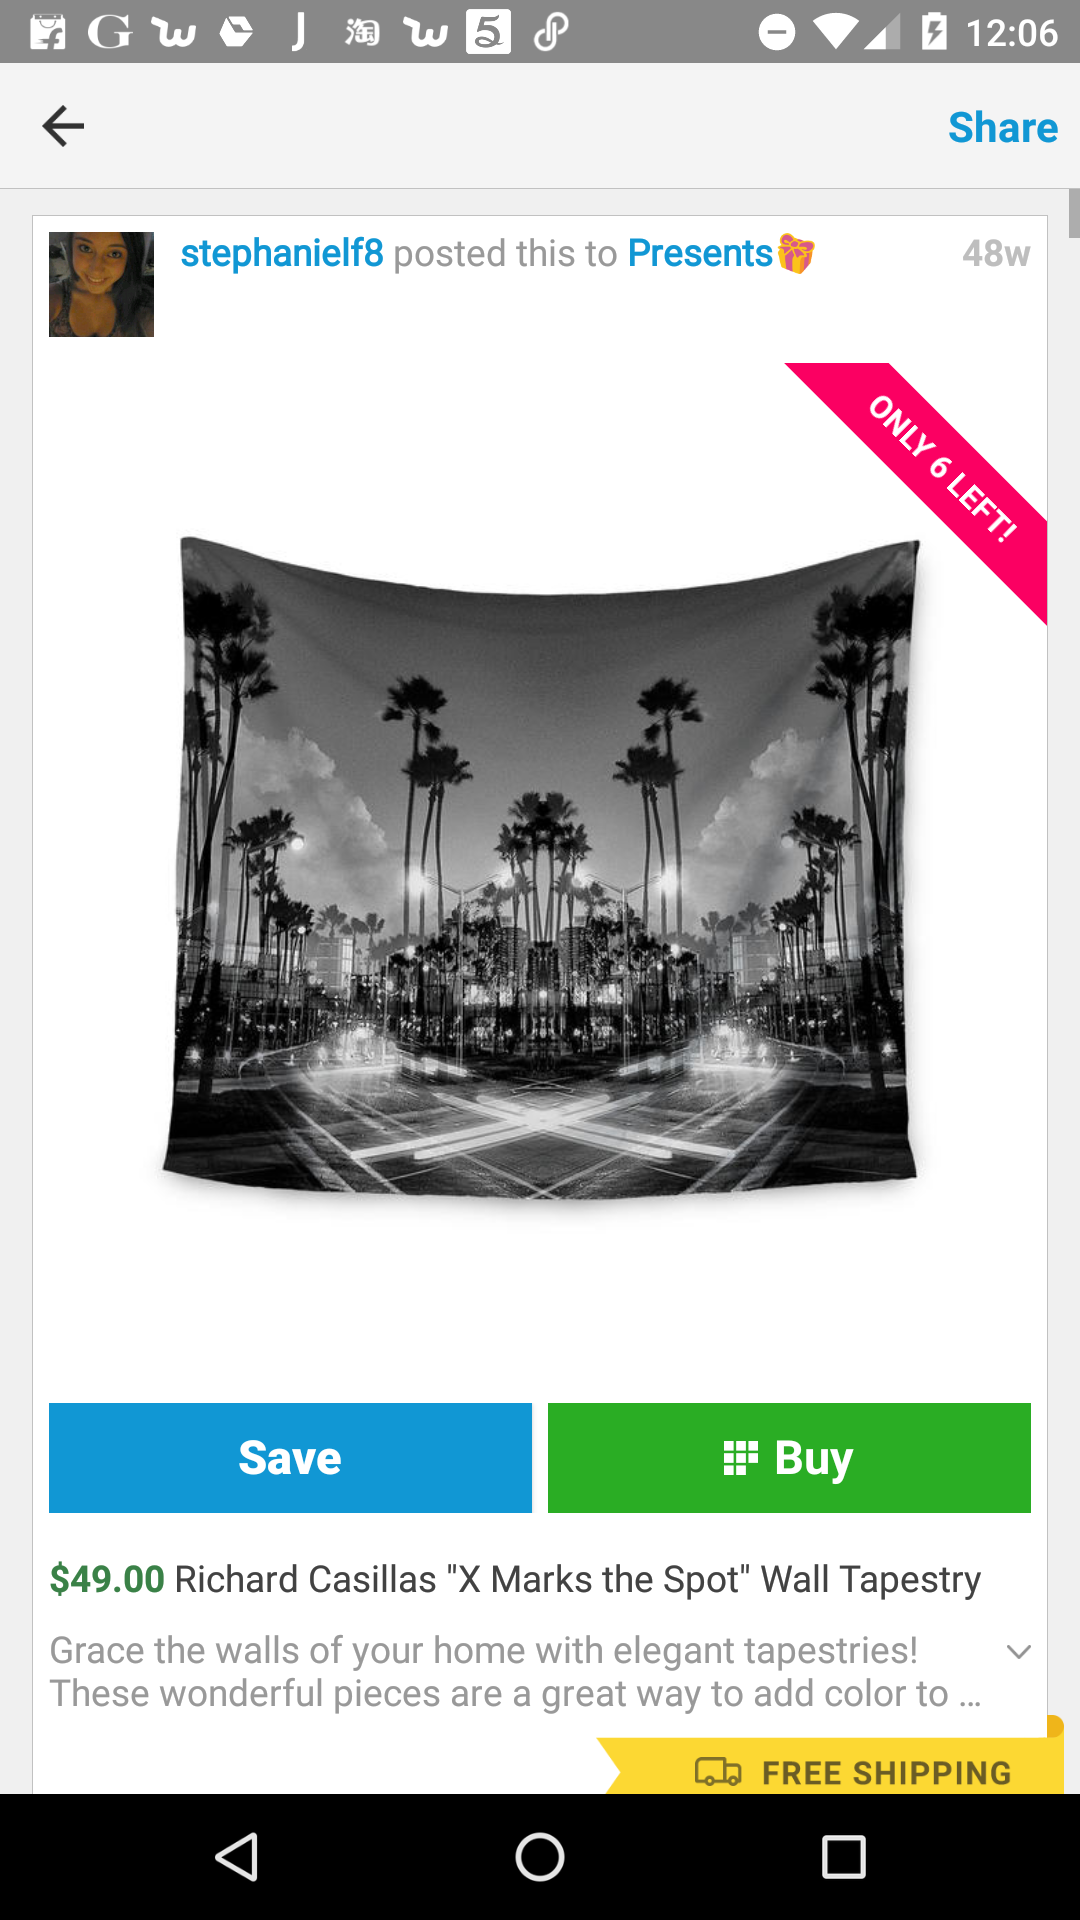 G J 淘 5 12:06
Share
stephanielf8 posted this to Presents🎁 48w
ONLY 6 LEFT!
Save
Buy
$49.00 Richard Casillas "X Marks the Spot" Wall Tapestry
Grace the walls of your home with elegant tapestries!
These wonderful pieces are a great way to add color to ...
FREE SHIPPING